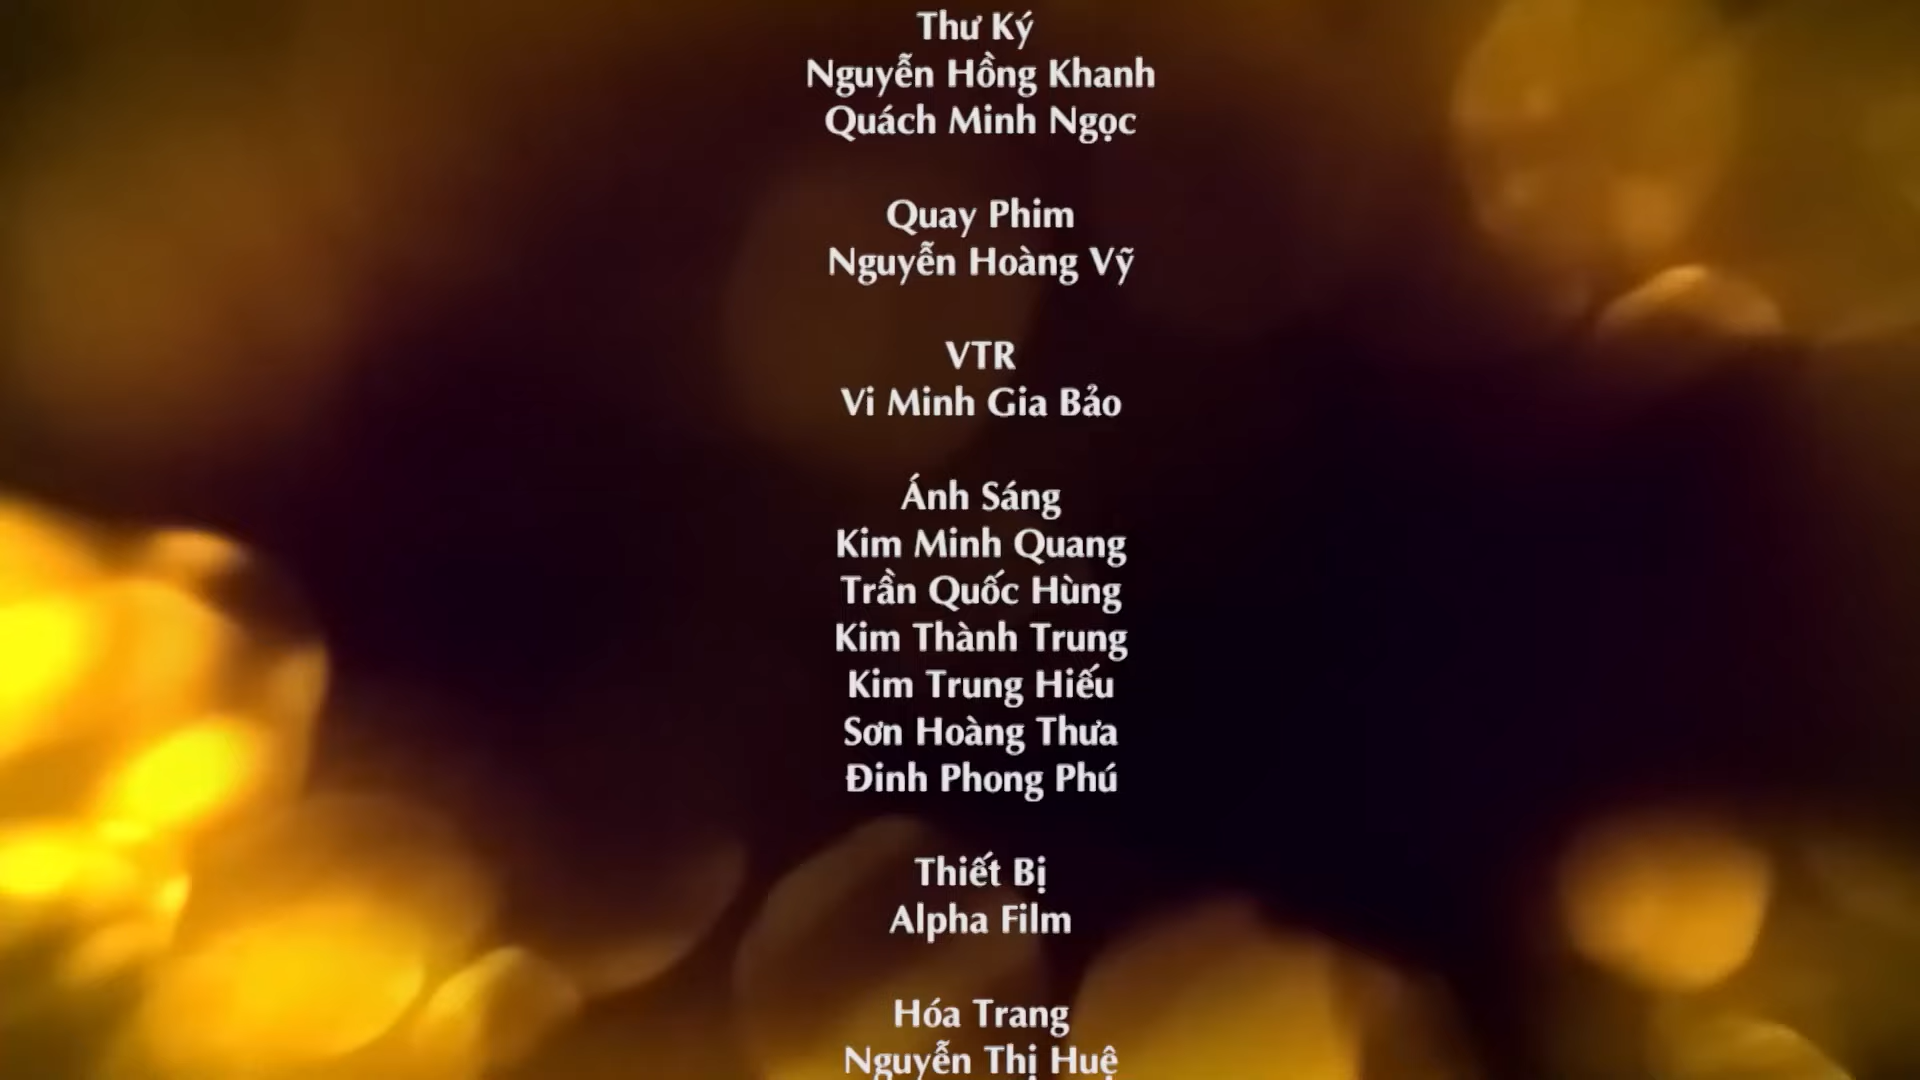 Thư Ký
Nguyễn Hồng Khanh
Quách Minh Ngọc
Quay Phim
Nguyễn Hoàng Vỹ
VTR
Vi Minh Gia Bảo
Ánh Sáng
Kim Minh Quang
Trần Quốc Hùng
Kim Thành Trung
Kim Trung Hiếu
Sơn Hoàng Thưa
Đinh Phong Phú
Thiết Bị
Alpha Film
Hóa Trang
Nguyễn Thị Huệ